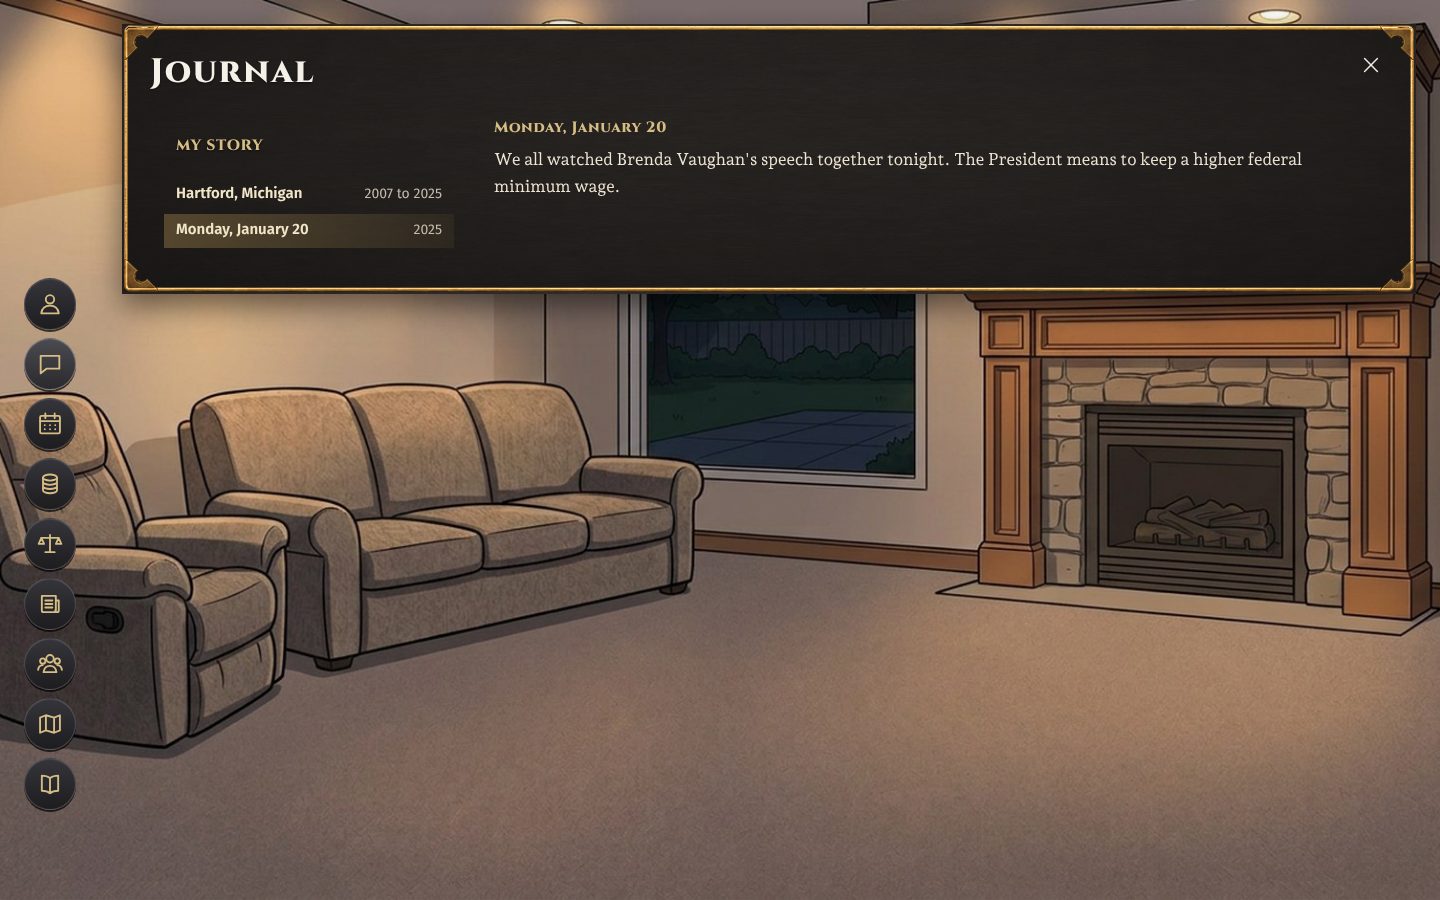 Journal
MY STORY
Hartford, Michigan 2007 to 2025
Monday, January 20 2025
Monday, January 20
We all watched Brenda Vaughan's speech together tonight. The President means to keep a higher federal
minimum wage.